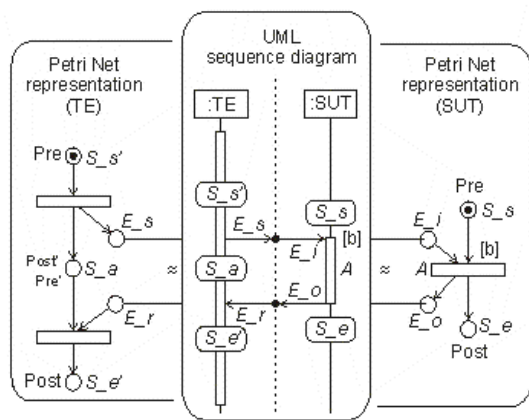 Petri Net
representation
(TE)
Pre
S_s'
E_s
Post'
Pre'
S_a
E_r
Post
S_e'
≈
UML
sequence diagram
:TE
:SUT
S_s'
S_s
E_s
E_i
[b]
S_a
A
E_o
E_r
S_e'
S_e
≈
Petri Net
representation
(SUT)
Pre
S_s
E_i
[b]
A
E_o
S_e
Post